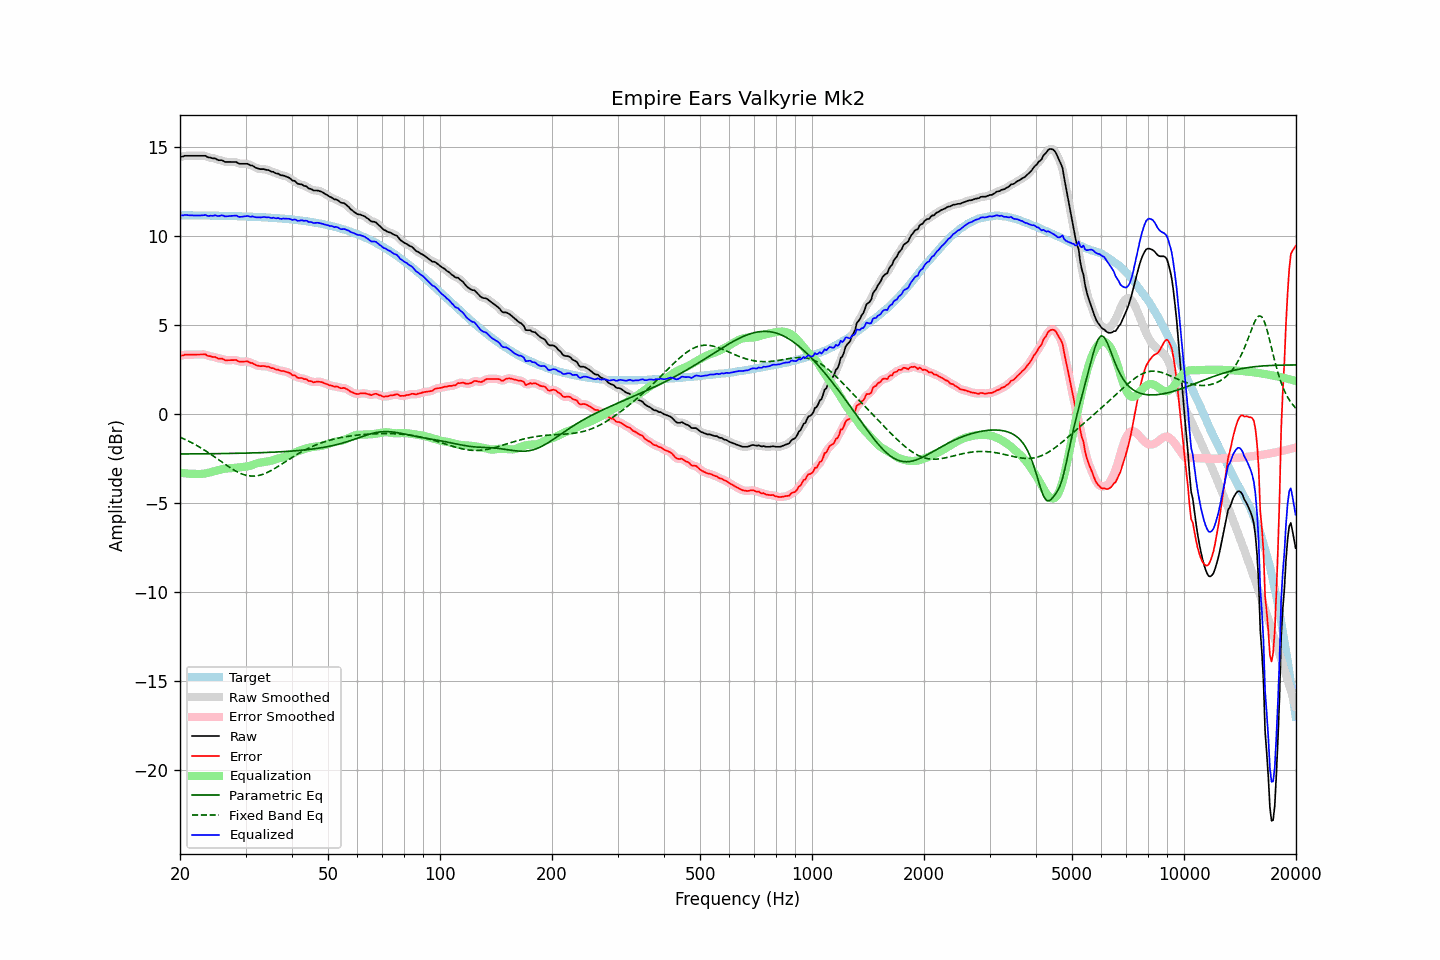 Empire Ears Valkyrie Mk2
Amplitude (dBr)
15
10
5
0
−5
−10
−15
−20
Target
Raw Smoothed
Error Smoothed
Raw
Error
Equalization
Parametric Eq
Fixed Band Eq
Equalized
20
50
100
200
500
1000
2000
5000
10000
20000
Frequency (Hz)